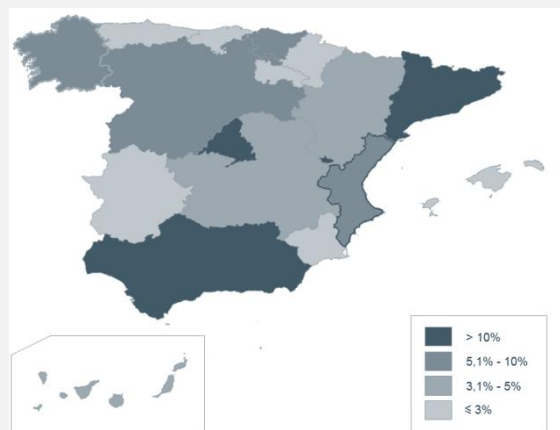 > 10%
5,1% - 10%
3,1% - 5%
≤ 3%